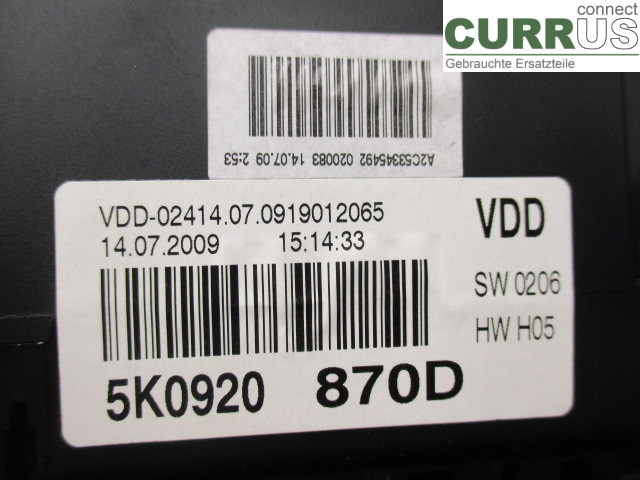 connect
CURRUS
Gebrauchte Ersatzteile
A2C53345492 020083 14.07.09 2:53
VDD-02414.07.0919012065
VDD
14.07.2009 15:14:33
SW 0206
HW H05
5K0920 870D